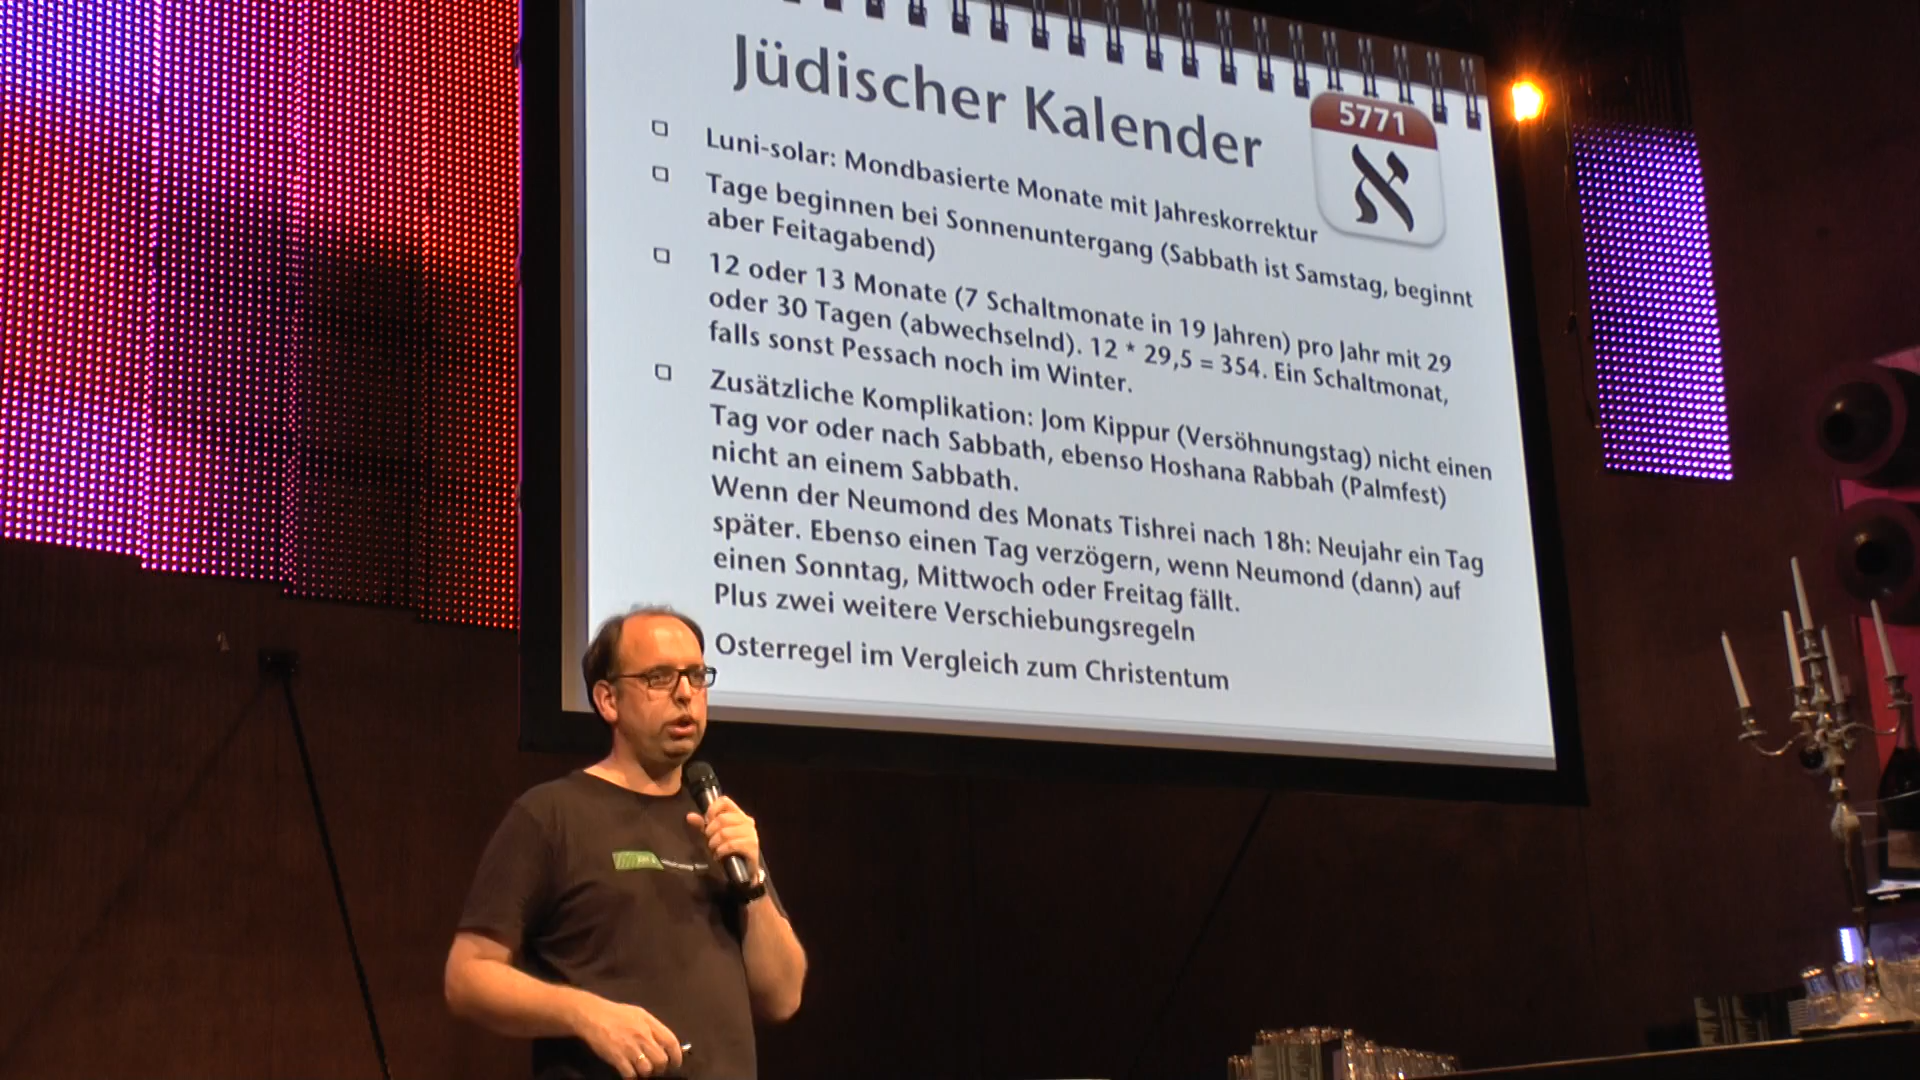 Jüdischer Kalender
5771
א
Luni-solar: Mondbasierte Monate mit Jahreskorrektur
Tage beginnen bei Sonnenuntergang (Sabbath ist Samstag, beginnt
aber Feitagabend)
12 oder 13 Monate (7 Schaltmonate in 19 Jahren) pro Jahr mit 29
oder 30 Tagen (abwechselnd). 12 * 29,5 = 354. Ein Schaltmonat,
falls sonst Pessach noch im Winter.
Zusätzliche Komplikation: Jom Kippur (Versöhnungstag) nicht einen
Tag vor oder nach Sabbath, ebenso Hoshana Rabbah (Palmfest)
nicht an einem Sabbath.
Wenn der Neumond des Monats Tishrei nach 18h: Neujahr ein Tag
später. Ebenso einen Tag verzögern, wenn Neumond (dann) auf
einen Sonntag, Mittwoch oder Freitag fällt.
Plus zwei weitere Verschiebungsregeln
Osterregel im Vergleich zum Christentum